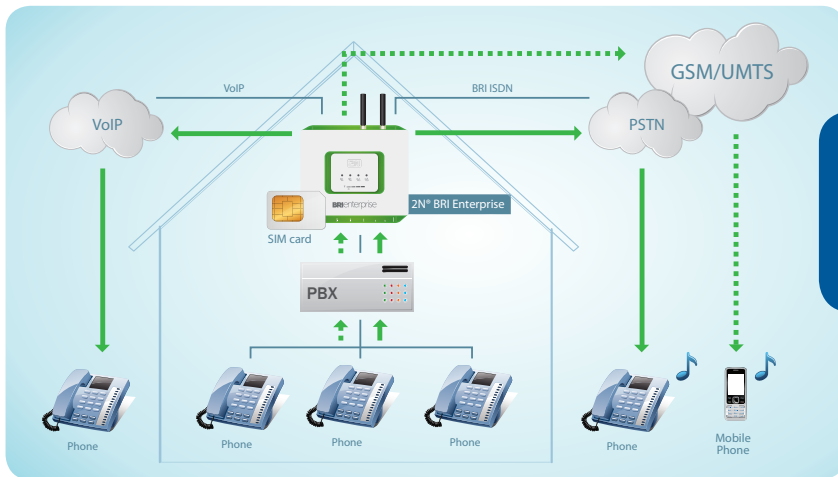 GSM/UMTS
VoIP
BRI ISDN
VoIP
PSTN
BRIenterprise
2N® BRI Enterprise
SIM card
PBX
Phone
Phone
Phone
Phone
Phone
Mobile
Phone